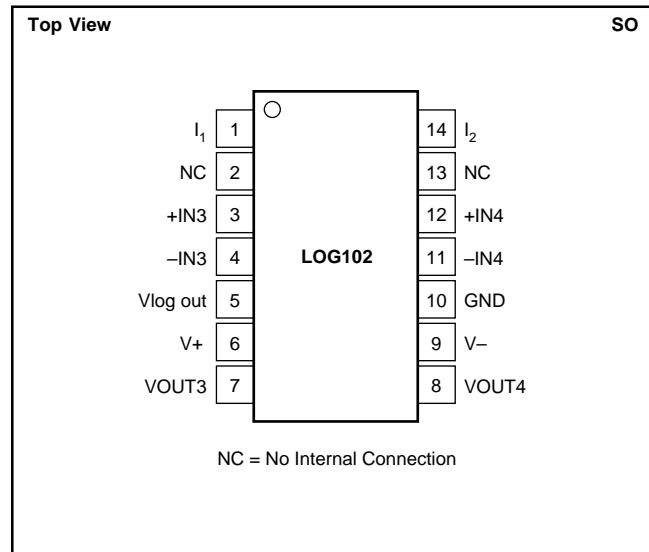 Top View SO
I₁ 1 14 I₂
NC 2 13 NC
+IN3 3 12 +IN4
–IN3 4 LOG102 11 –IN4
Vlog out 5 10 GND
V+ 6 9 V–
VOUT3 7 8 VOUT4
NC = No Internal Connection